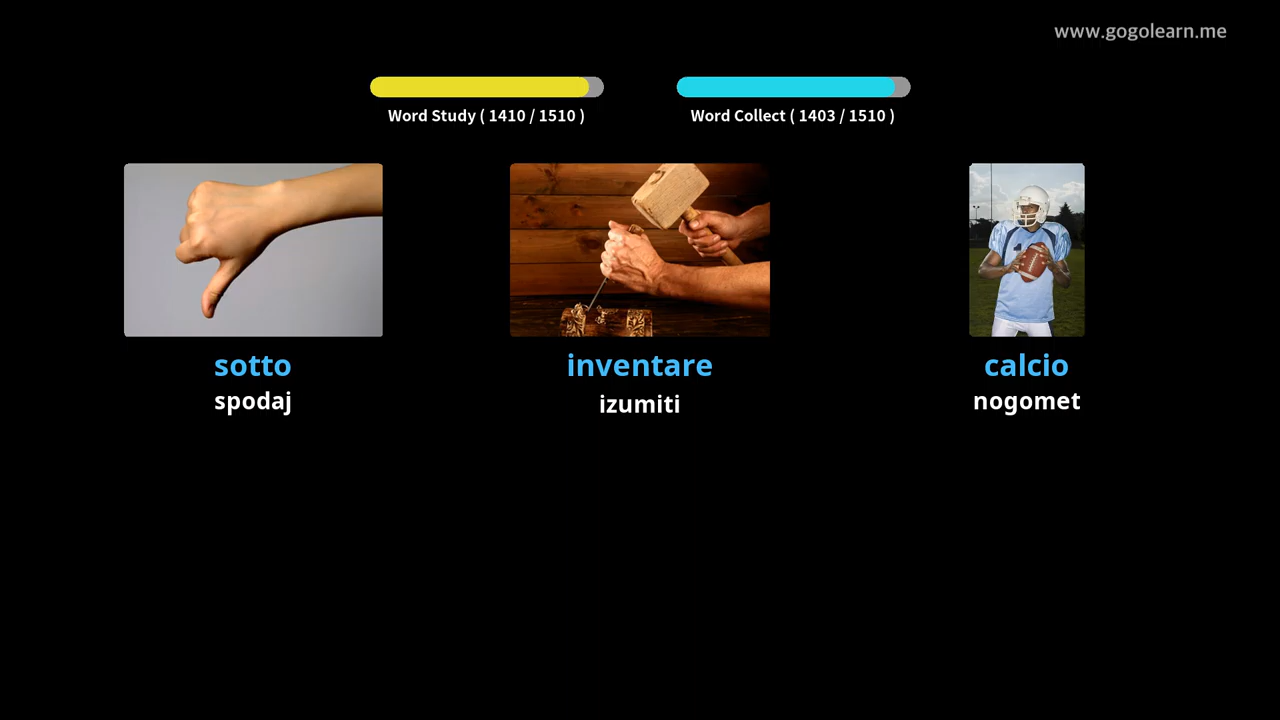 www.gogolearn.me
Word Study ( 1410 / 1510 )
Word Collect ( 1403 / 1510 )
sotto
spodaj
inventare
izumiti
calcio
nogomet